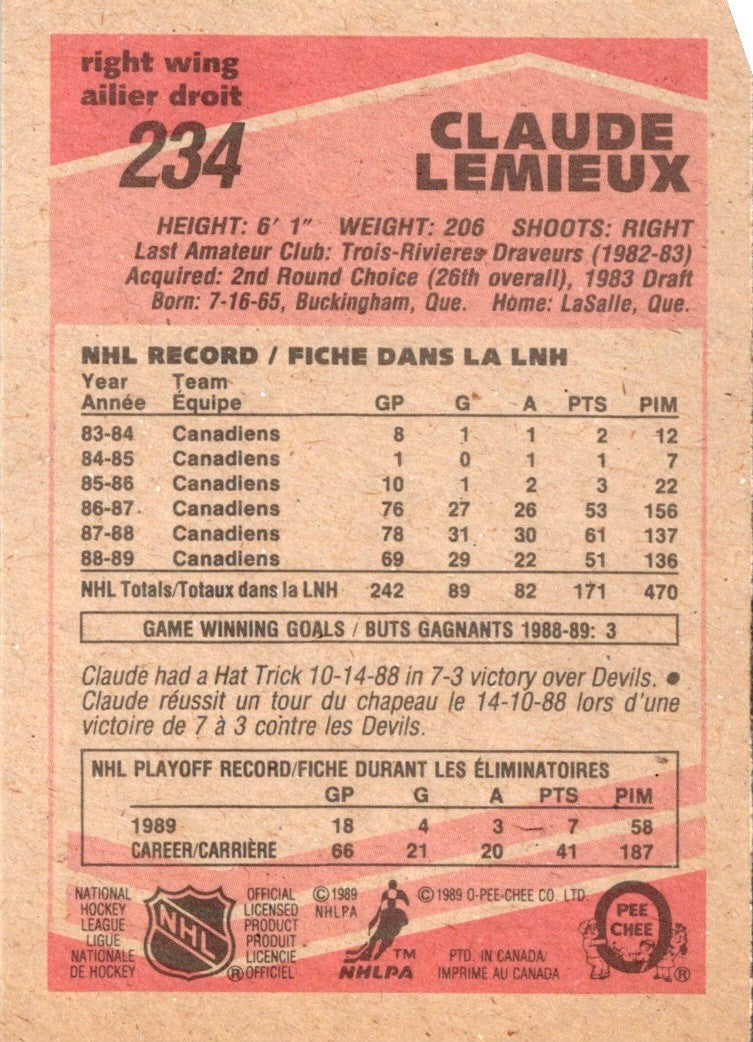 right wing
ailier droit
234
CLAUDE
LEMIEUX
HEIGHT: 6' 1" WEIGHT: 206 SHOOTS: RIGHT
Last Amateur Club: Trois-Rivieres Draveurs (1982-83)
Acquired: 2nd Round Choice (26th overall), 1983 Draft
Born: 7-16-65, Buckingham, Que. Home: LaSalle, Que.
NHL RECORD / FICHE DANS LA LNH
Year Team
Année Équipe GP G A PTS PIM
83-84 Canadiens 8 1 1 2 12
84-85 Canadiens 1 0 1 1 7
85-86 Canadiens 10 1 2 3 22
86-87 Canadiens 76 27 26 53 156
87-88 Canadiens 78 31 30 61 137
88-89 Canadiens 69 29 22 51 136
NHL Totals/Totaux dans la LNH 242 89 82 171 470
GAME WINNING GOALS / BUTS GAGNANTS 1988-89: 3
Claude had a Hat Trick 10-14-88 in 7-3 victory over Devils. ●
Claude réussit un tour du chapeau le 14-10-88 lors d'une
victoire de 7 à 3 contre les Devils.
NHL PLAYOFF RECORD/FICHE DURANT LES ÉLIMINATOIRES
GP G A PTS PIM
1989 18 4 3 7 58
CAREER/CARRIÈRE 66 21 20 41 187
NATIONAL
HOCKEY
LEAGUE
LIGUE
NATIONALE
DE HOCKEY
NHL
®
OFFICIAL
LICENSED
PRODUCT
PRODUIT
LICENCIE
OFFICIEL
©1989
NHLPA
TM
NHLPA
©1989 O-PEE-CHEE CO. LTD.
PTD. IN CANADA/
IMPRIMÉ AU CANADA
PEE
CHEE
®